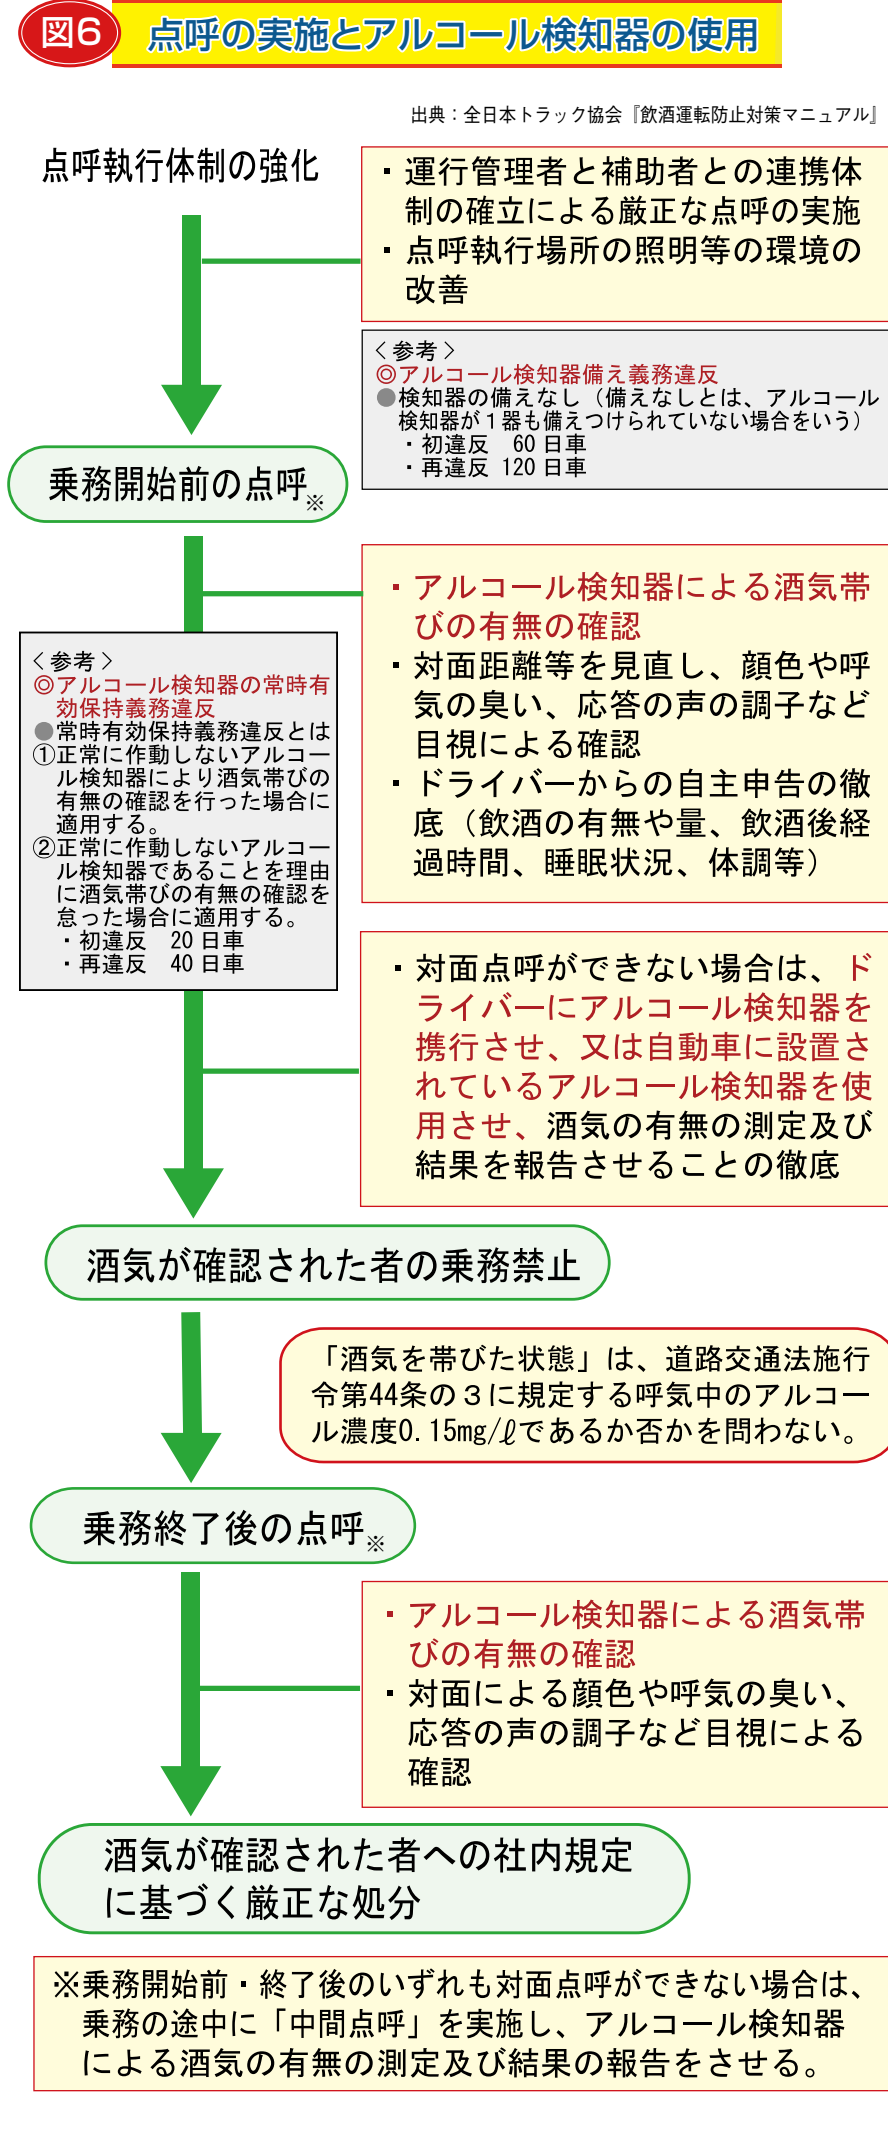 図6 点呼の実施とアルコール検知器の使用
出典：全日本トラック協会『飲酒運転防止対策マニュアル』
点呼執行体制の強化
・運行管理者と補助者との連携体
制の確立による厳正な点呼の実施
・点呼執行場所の照明等の環境の
改善
〈参考〉
◎アルコール検知器備え義務違反
●検知器の備えなし（備えなしとは、アルコール
検知器が１器も備えつけられていない場合をいう）
・初違反 60日車
・再違反 120日車
乗務開始前の点呼※
・アルコール検知器による酒気帯
びの有無の確認
・対面距離等を見直し、顔色や呼
気の臭い、応答の声の調子など
目視による確認
・ドライバーからの自主申告の徹
底（飲酒の有無や量、飲酒後経
過時間、睡眠状況、体調等）
〈参考〉
◎アルコール検知器の常時有
効保持義務違反
●常時有効保持義務違反とは
①正常に作動しないアルコー
ル検知器により酒気帯びの
有無の確認を行った場合に
適用する。
②正常に作動しないアルコー
ル検知器であることを理由
に酒気帯びの有無の確認を
怠った場合に適用する。
・初違反 20日車
・再違反 40日車
・対面点呼ができない場合は、ド
ライバーにアルコール検知器を
携行させ、又は自動車に設置さ
れているアルコール検知器を使
用させ、酒気の有無の測定及び
結果を報告させることの徹底
酒気が確認された者の乗務禁止
「酒気を帯びた状態」は、道路交通法施行
令第44条の３に規定する呼気中のアルコー
ル濃度0.15mg/ℓであるか否かを問わない。
乗務終了後の点呼※
・アルコール検知器による酒気帯
びの有無の確認
・対面による顔色や呼気の臭い、
応答の声の調子など目視による
確認
酒気が確認された者への社内規定
に基づく厳正な処分
※乗務開始前・終了後のいずれも対面点呼ができない場合は、
乗務の途中に「中間点呼」を実施し、アルコール検知器
による酒気の有無の測定及び結果の報告をさせる。